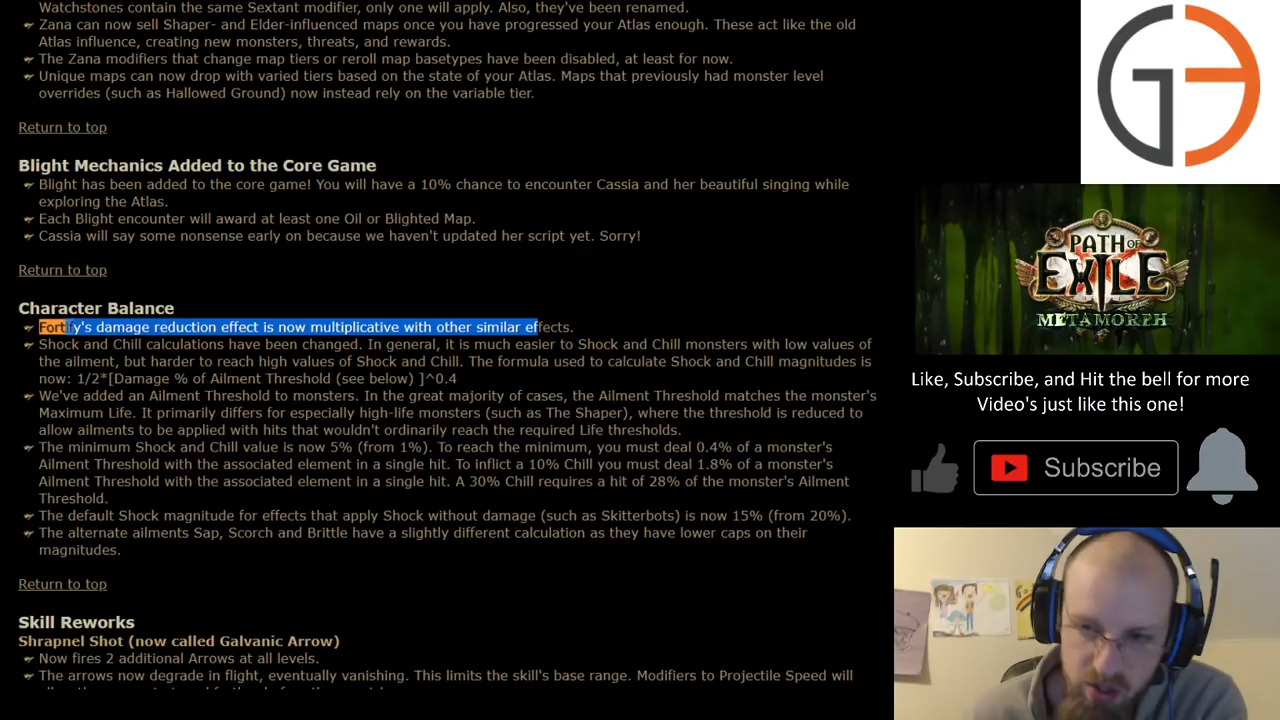 Watchstones contain the same Sextant modifier, only one will apply. Also, they've been renamed.
Zana can now sell Shaper- and Elder-influenced maps once you have progressed your Atlas enough. These act like the old
Atlas influence, creating new monsters, threats, and rewards.
The Zana modifiers that change map tiers or reroll map basetypes have been disabled, at least for now.
Unique maps can now drop with varied tiers based on the state of your Atlas. Maps that previously had monster level
overrides (such as Hallowed Ground) now instead rely on the variable tier.
Return to top
Blight Mechanics Added to the Core Game
Blight has been added to the core game! You will have a 10% chance to encounter Cassia and her beautiful singing while
exploring the Atlas.
Each Blight encounter will award at least one Oil or Blighted Map.
Cassia will say some nonsense early on because we haven't updated her script yet. Sorry!
Return to top
Character Balance
Fortify's damage reduction effect is now multiplicative with other similar effects.
Shock and Chill calculations have been changed. In general, it is much easier to Shock and Chill monsters with low values of
the ailment, but harder to reach high values of Shock and Chill. The formula used to calculate Shock and Chill magnitudes is
now: 1/2*[Damage % of Ailment Threshold (see below) ]^0.4
We've added an Ailment Threshold to monsters. In the great majority of cases, the Ailment Threshold matches the monster's
Maximum Life. It primarily differs for especially high-life monsters (such as The Shaper), where the threshold is reduced to
allow ailments to be applied with hits that wouldn't ordinarily reach the required Life thresholds.
The minimum Shock and Chill value is now 5% (from 1%). To reach the minimum, you must deal 0.4% of a monster's
Ailment Threshold with the associated element in a single hit. To inflict a 10% Chill you must deal 1.8% of a monster's
Ailment Threshold with the associated element in a single hit. A 30% Chill requires a hit of 28% of the monster's Ailment
Threshold.
The default Shock magnitude for effects that apply Shock without damage (such as Skitterbots) is now 15% (from 20%).
The alternate ailments Sap, Scorch and Brittle have a slightly different calculation as they have lower caps on their
magnitudes.
Return to top
Skill Reworks
Shrapnel Shot (now called Galvanic Arrow)
Now fires 2 additional Arrows at all levels.
The arrows now degrade in flight, eventually vanishing. This limits the skill's base range. Modifiers to Projectile Speed will
PATH OF
EXILE
METAMORPH
Like, Subscribe, and Hit the bell for more
Video's just like this one!
Subscribe